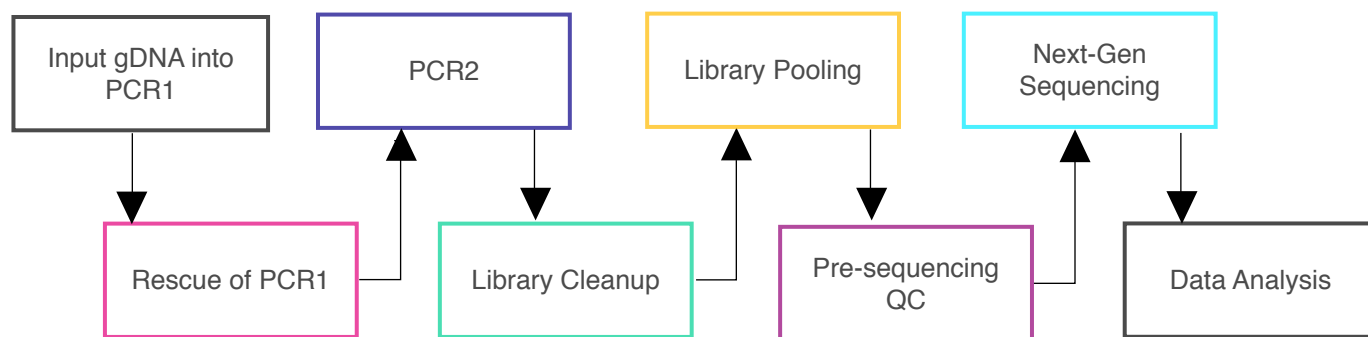 Input gDNA into
PCR1
Rescue of PCR1
PCR2
Library Cleanup
Library Pooling
Pre-sequencing
QC
Next-Gen
Sequencing
Data Analysis